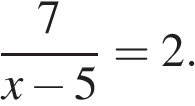 7/(x − 5) = 2.